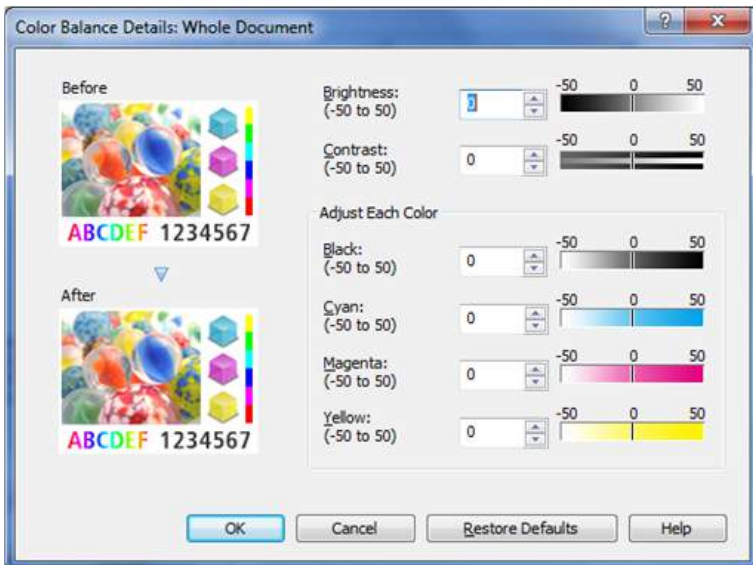 Color Balance Details: Whole Document
Before
ABCDEF 1234567
After
ABCDEF 1234567
Brightness:
(-50 to 50)
0
-50 0 50
Contrast:
(-50 to 50)
0
Adjust Each Color
Black:
(-50 to 50)
0
-50 0 50
Cyan:
(-50 to 50)
0
-50 0 50
Magenta:
(-50 to 50)
0
-50 0 50
Yellow:
(-50 to 50)
0
-50 0 50
OK Cancel Restore Defaults Help